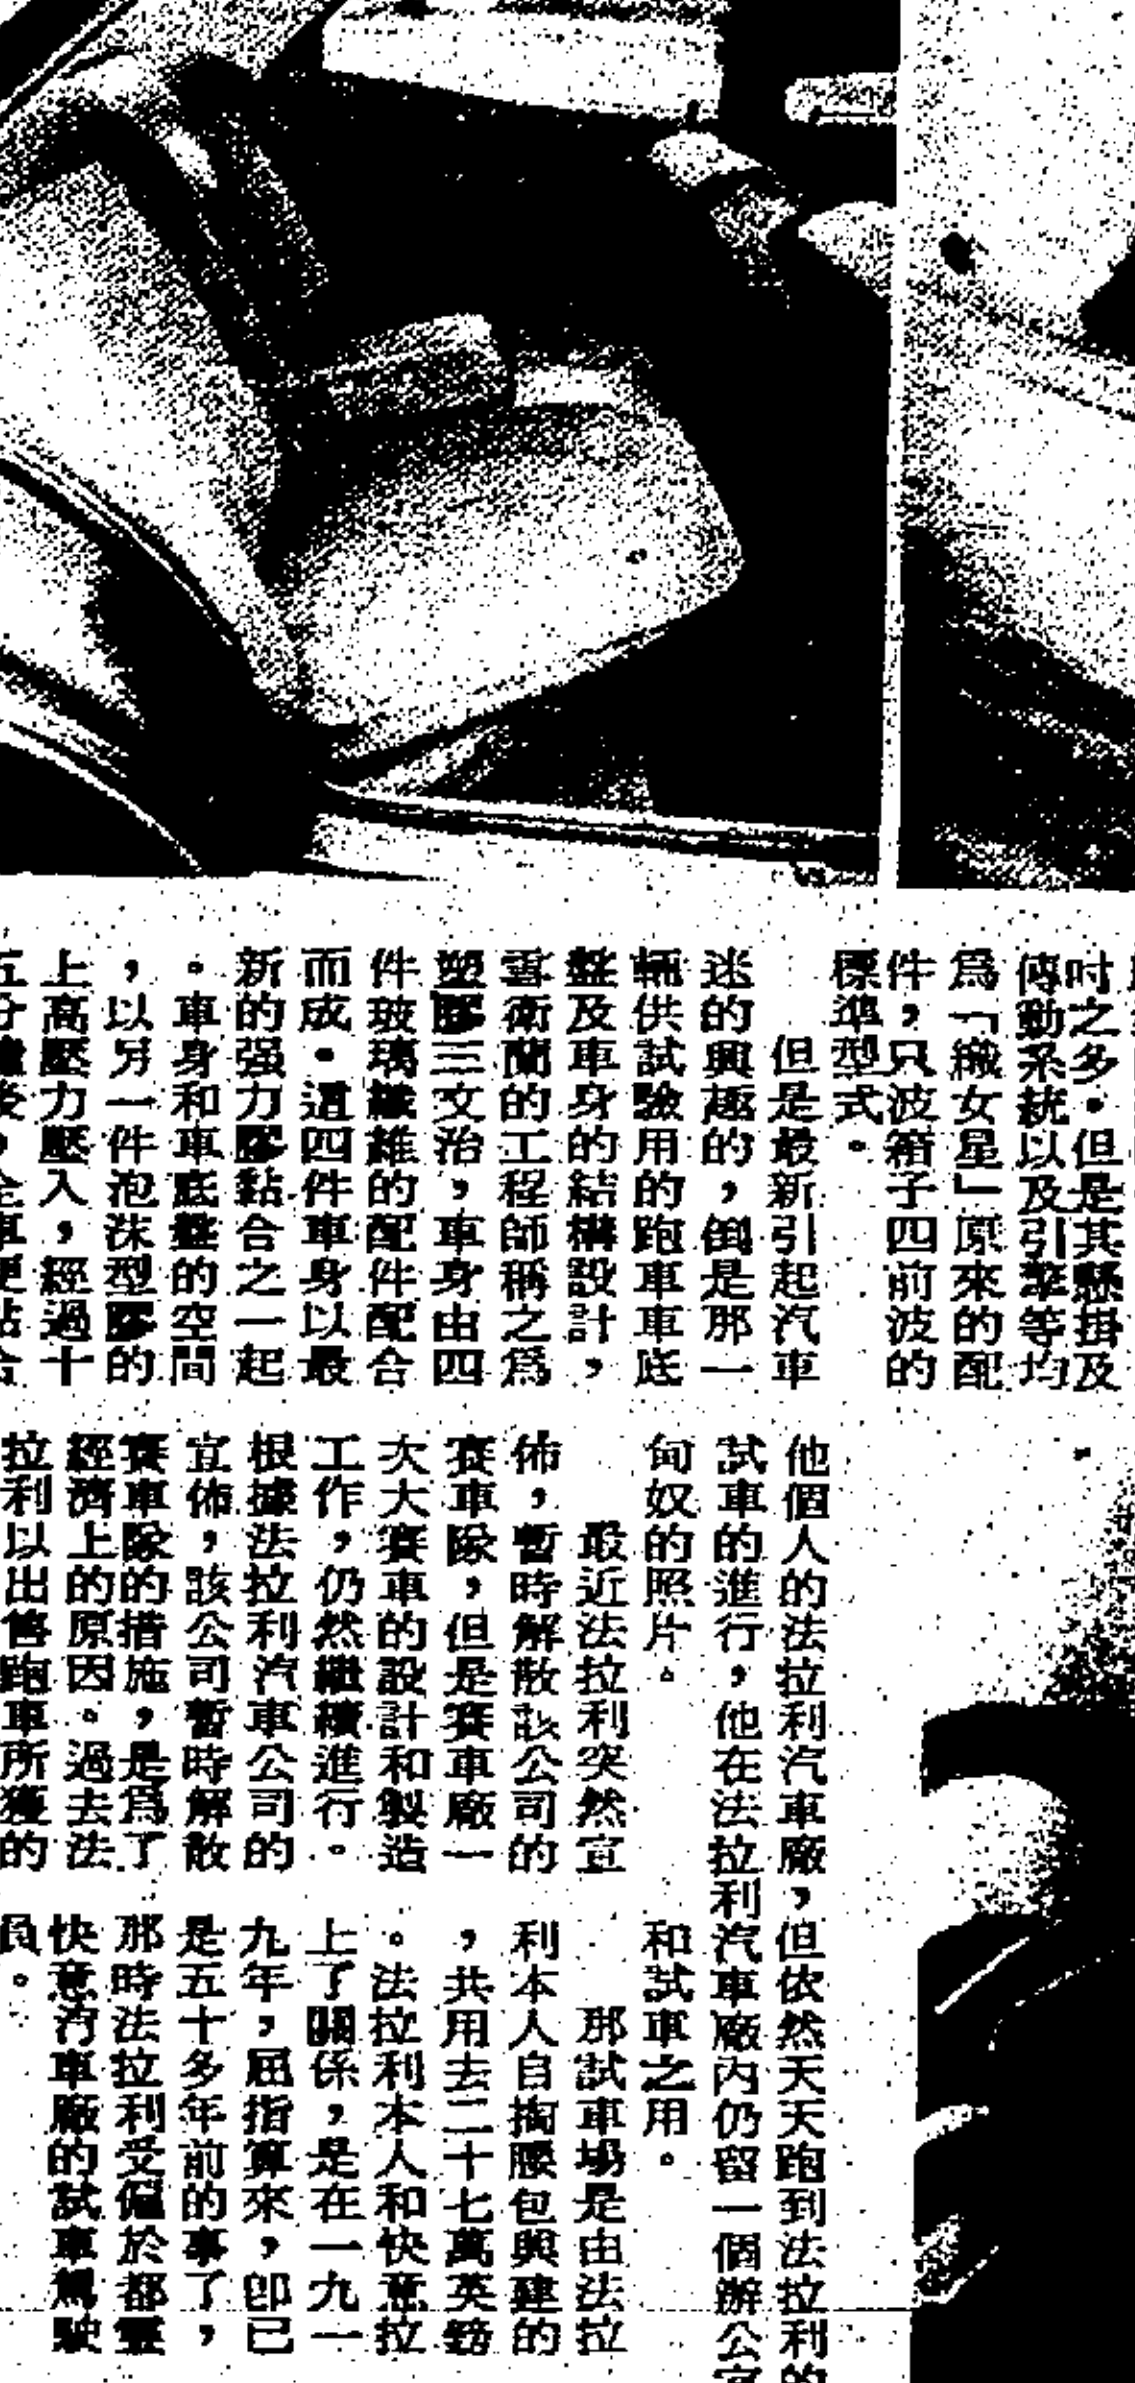 吋之多。但是其懸掛及
傳動系統以及引擎等均
爲「織女星」原來的配
件，只波箱子四前波的
標準型式。
但是最新引起汽車
迷的興趣的，倒是那一
輛供試驗用的跑車車底
盤及車身的結構設計，
雲衛蘭的工程師稱之爲
塑膠三文治，車身由四
件玻璃纖維的配件配合
而成。這四件車身以最
新的强力膠黏合之一起
。車身和車底盤的空間
，以另一件泡沫型膠的
上高壓力壓入，經過十
五分鐘後，全車便黏合
他個人的法拉利汽車廠，但依然天天跑到法拉利的
試車的進行，他在法拉利汽車廠內仍留一個辦公室
匈奴的照片。
最近法拉利突然宣
佈，暫時解散該公司的
賽車隊，但是賽車廠一
次大賽車的設計和製造
工作，仍然繼續進行。
根據法拉利汽車公司的
宣佈，該公司暫時解散
賽車隊的措施，是爲了
經濟上的原因。過去法
拉利以出售跑車所獲的
和試車之用。
那試車場是由法拉
利本人自掏腰包興建的
，共用去二十七萬英鎊
。法拉利本人和快意拉
上了關係，是在一九一
九年，屈指算來，卽已
是五十多年前的事了，
那時法拉利受僱於都靈
快意汽車廠的試車駕駛
員。